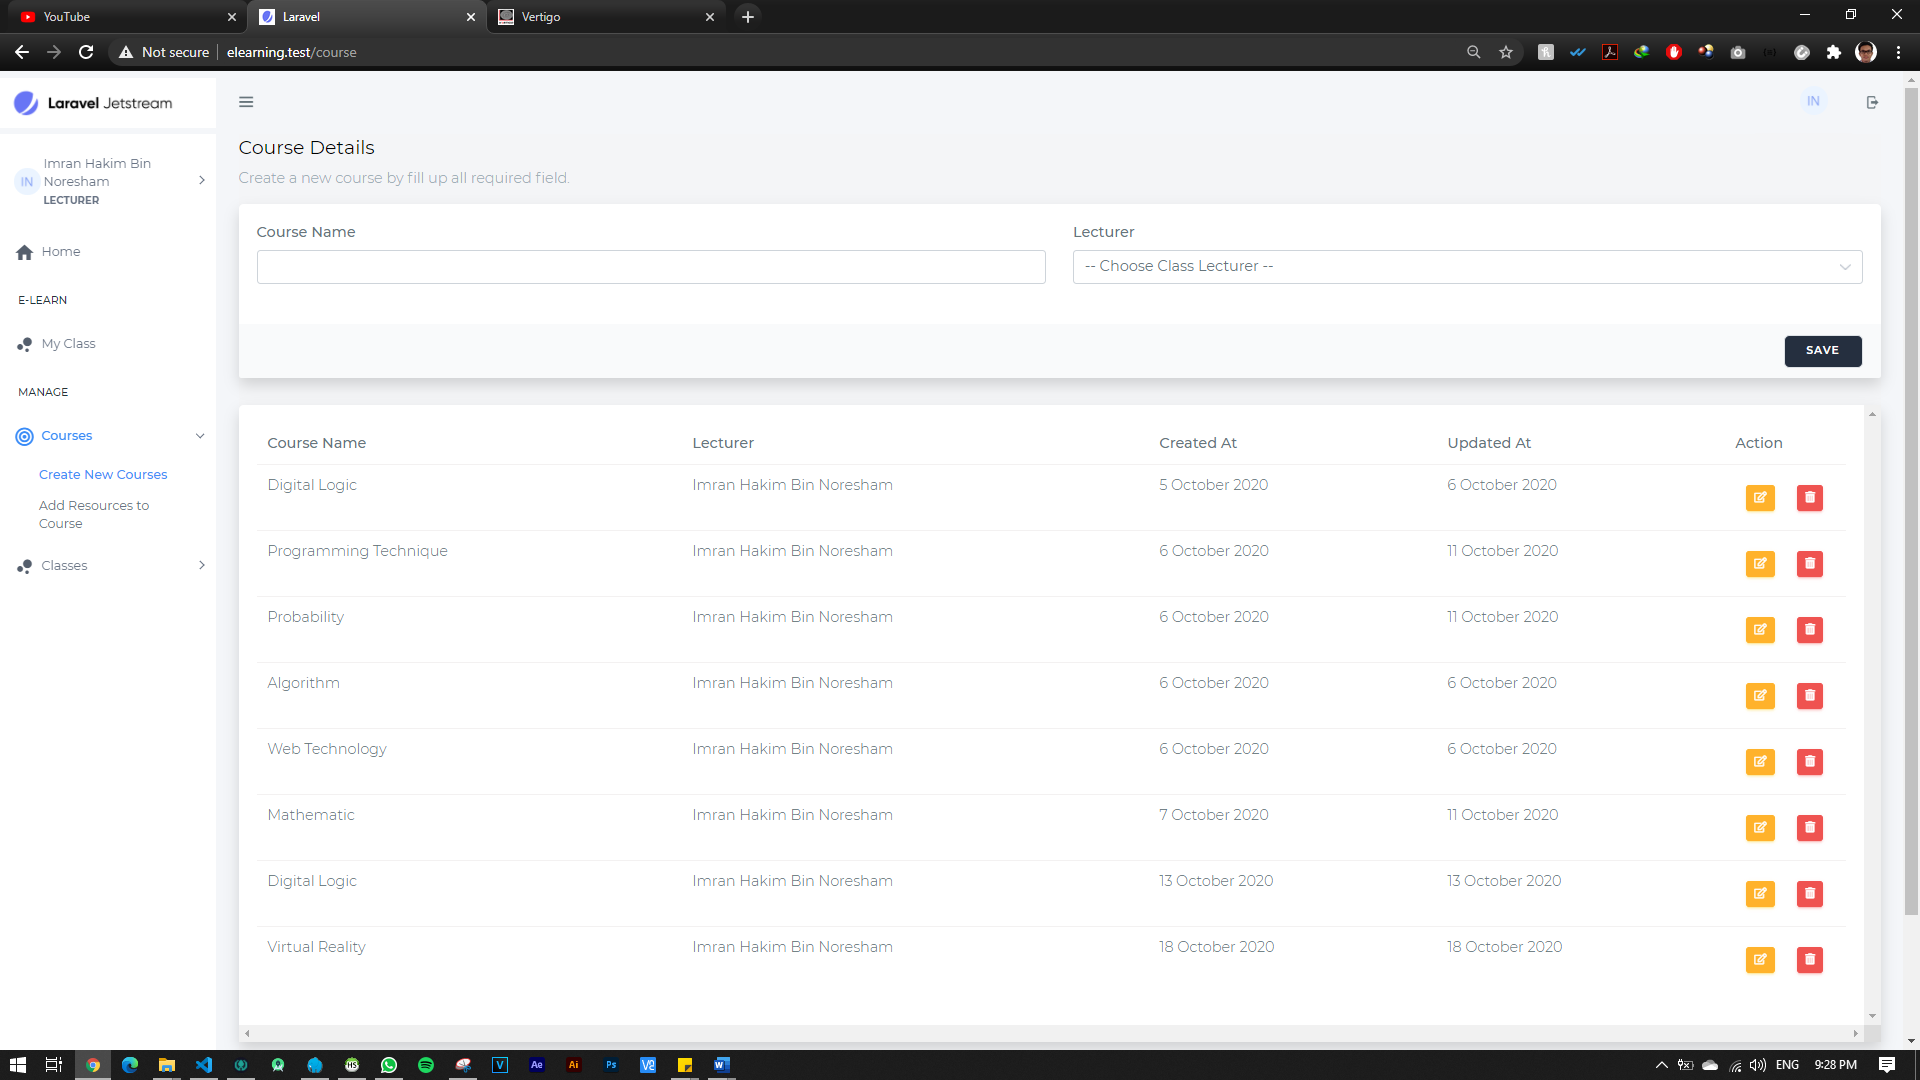 YouTube
Laravel
Vertigo
Not secure
elearning.test/course
Laravel Jetstream
IN
Imran Hakim Bin
Noresham
LECTURER
IN
Home
E-LEARN
My Class
MANAGE
Courses
Create New Courses
Add Resources to
Course
Classes
Course Details
Create a new course by fill up all required field.
Course Name
Lecturer
-- Choose Class Lecturer --
SAVE
Course Name Lecturer Created At Updated At Action
Digital Logic Imran Hakim Bin Noresham 5 October 2020 6 October 2020
Programming Technique Imran Hakim Bin Noresham 6 October 2020 11 October 2020
Probability Imran Hakim Bin Noresham 6 October 2020 11 October 2020
Algorithm Imran Hakim Bin Noresham 6 October 2020 6 October 2020
Web Technology Imran Hakim Bin Noresham 6 October 2020 6 October 2020
Mathematic Imran Hakim Bin Noresham 7 October 2020 11 October 2020
Digital Logic Imran Hakim Bin Noresham 13 October 2020 13 October 2020
Virtual Reality Imran Hakim Bin Noresham 18 October 2020 18 October 2020
HS V Ae Ai Ps W ENG 9:28 PM